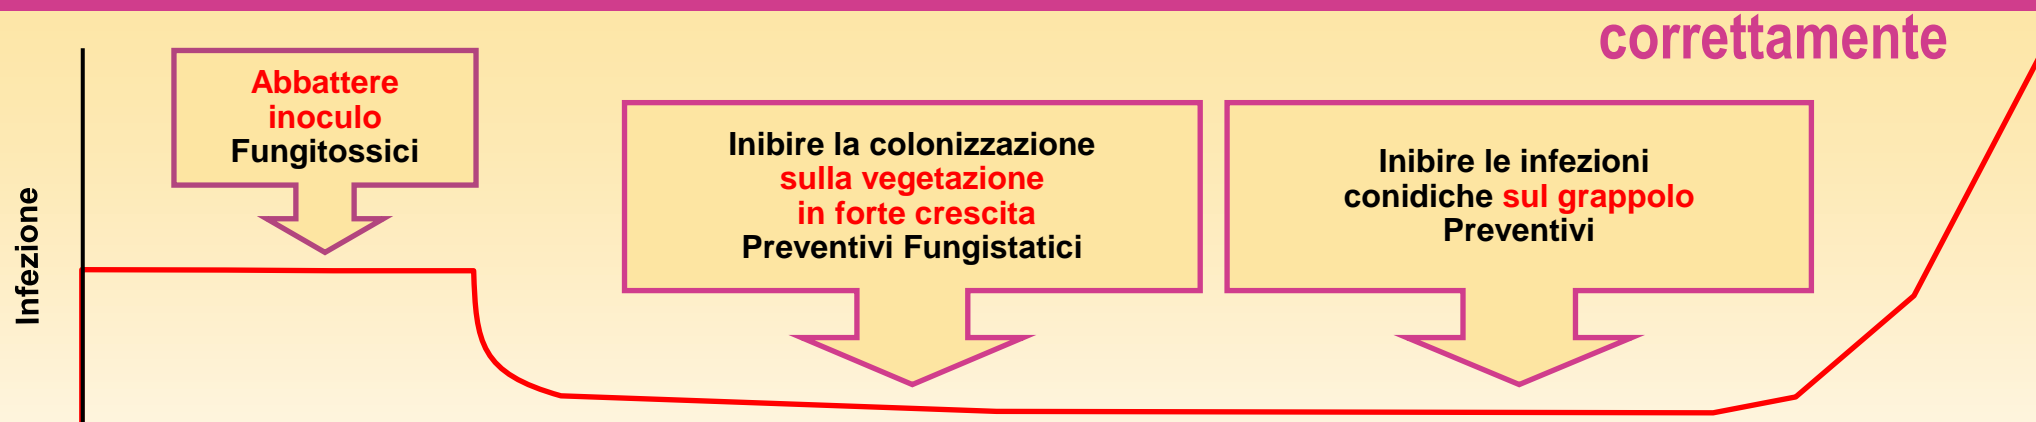 correttamente
Abbattere
inoculo
Fungitossici
Inibire la colonizzazione
sulla vegetazione
in forte crescita
Preventivi Fungistatici
Inibire le infezioni
conidiche sul grappolo
Preventivi
Infezione